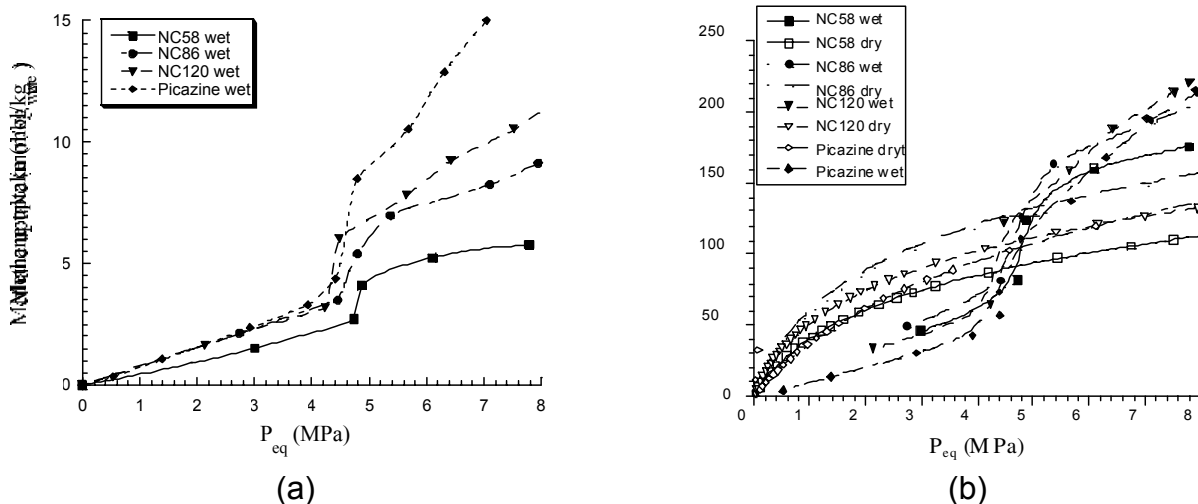 15
10
5
0
0 1 2 3 4 5 6 7 8
P_eq (MPa)
NC58 wet
NC86 wet
NC120 wet
Picazine wet
(a)
250
200
150
100
50
0
0 1 2 3 4 5 6 7 8
P_eq (M Pa)
NC58 wet
NC58 dry
NC86 wet
NC86 dry
NC120 wet
NC120 dry
Picazine dryt
Picazine wet
(b)